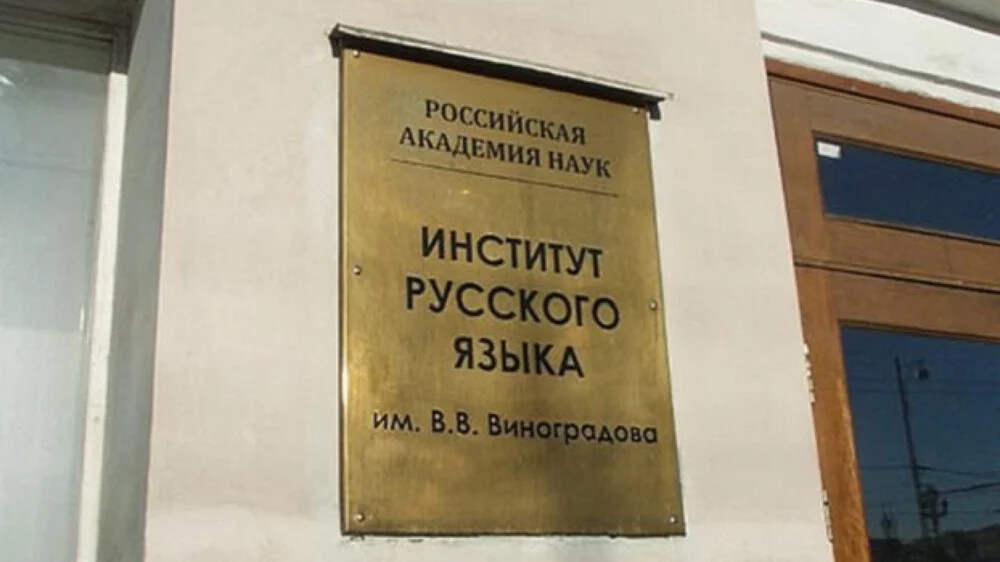 РОССИЙСКАЯ
АКАДЕМИЯ НАУК
ИНСТИТУТ
РУССКОГО
ЯЗЫКА
им. В.В. Виноградова